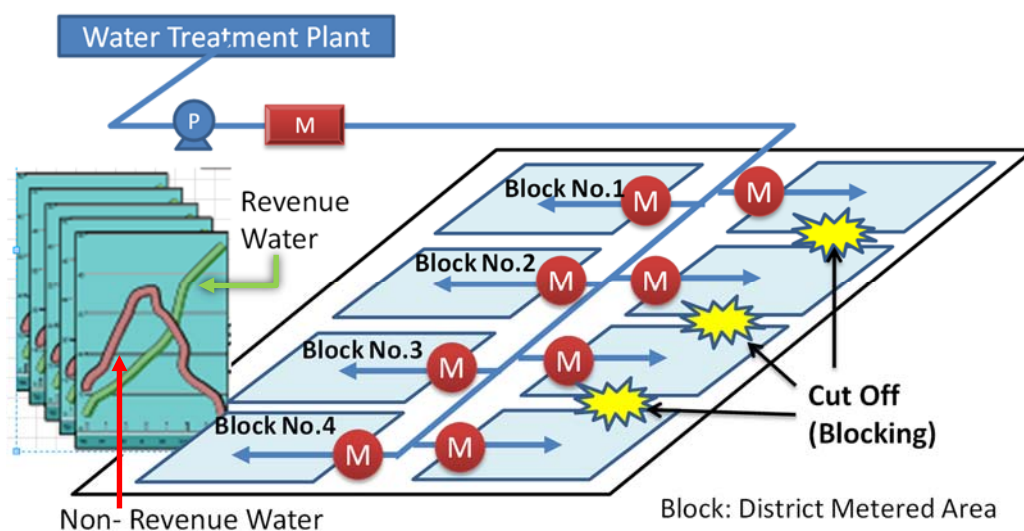 Water Treatment Plant
P
M
Revenue
Water
Block No.1
M
M
Block No.2
M
M
Block No.3
M
M
Block No.4
M
M
Cut Off
(Blocking)
Non- Revenue Water
Block: District Metered Area